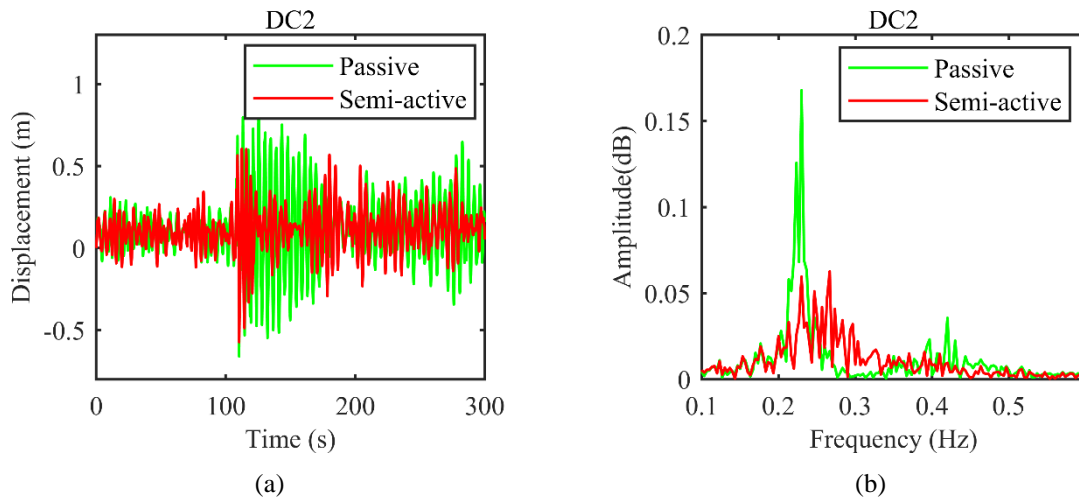 DC2
Passive
Semi-active
Displacement (m)
1
0.5
0
-0.5
0
100
200
300
Time (s)
(a)
DC2
Passive
Semi-active
Amplitude(dB)
0.2
0.15
0.1
0.05
0
0.1
0.2
0.3
0.4
0.5
Frequency (Hz)
(b)